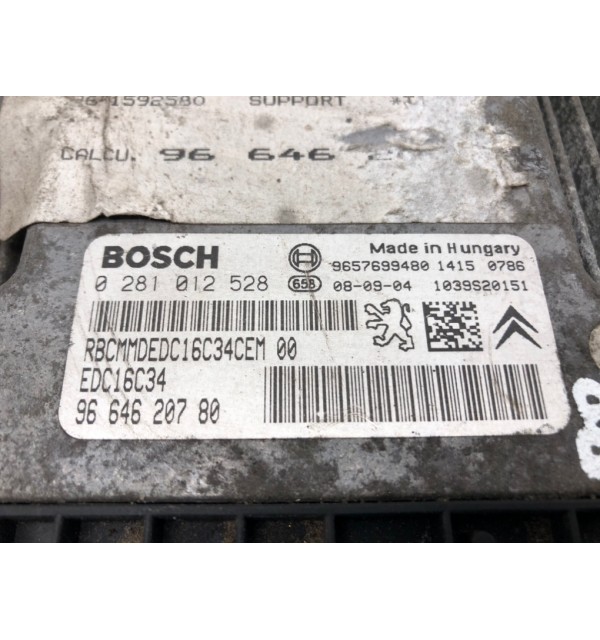 1592580 SUPPORT
CALCU. 96 646
BOSCH
Made in Hungary
9657699480 1415 0786
0 281 012 528
658 08-09-04 1039S20151
RBCMMDEDC16C34CEM 00
EDC16C34
96 646 207 80